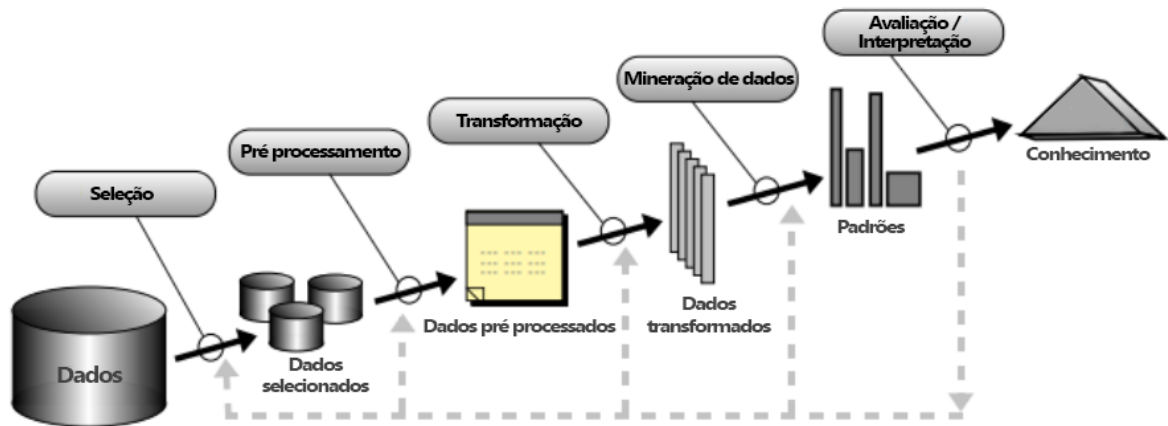 Avaliação /
Interpretação
Mineração de dados
Transformação
Pré processamento
Seleção
Conhecimento
Padrões
Dados
transformados
Dados pré processados
Dados
selecionados
Dados